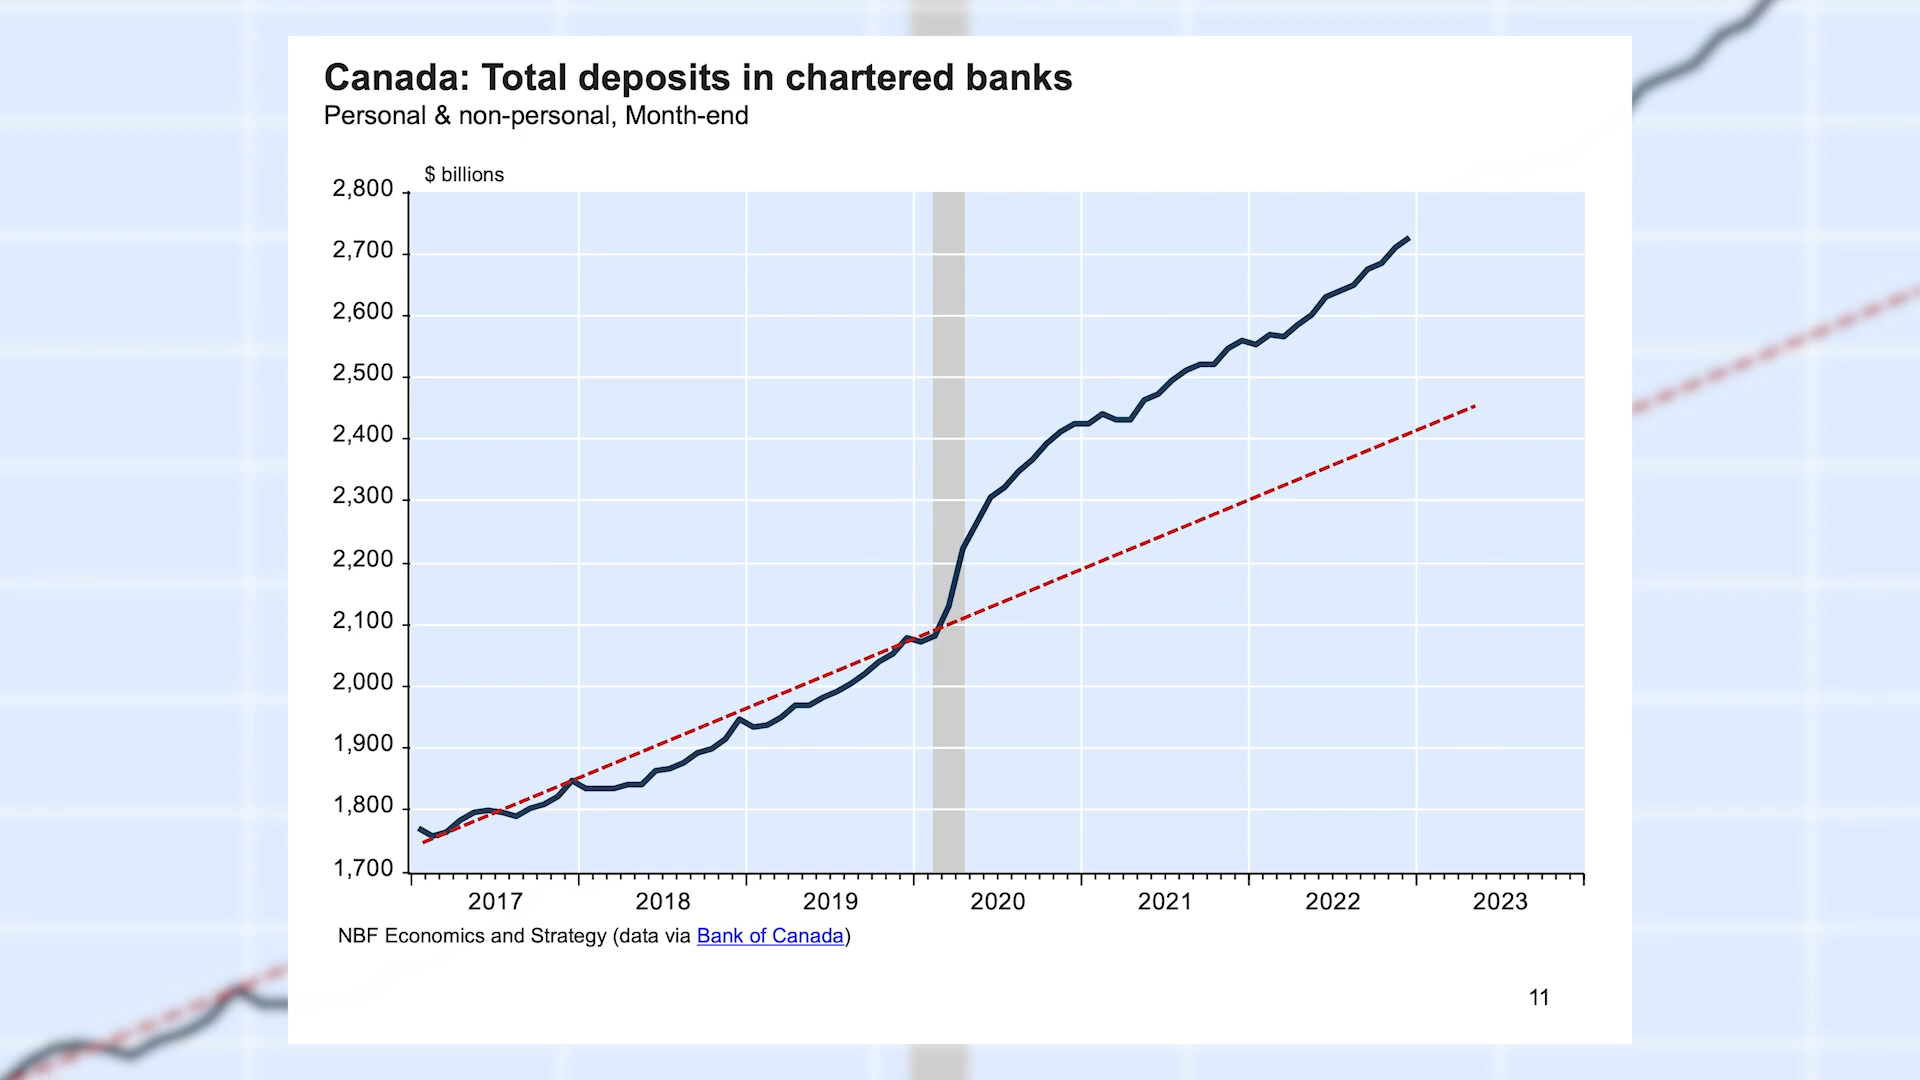 Canada: Total deposits in chartered banks
Personal & non-personal, Month-end
$ billions
2,800
2,700
2,600
2,500
2,400
2,300
2,200
2,100
2,000
1,900
1,800
1,700
2017 2018 2019 2020 2021 2022 2023
NBF Economics and Strategy (data via Bank of Canada)
11